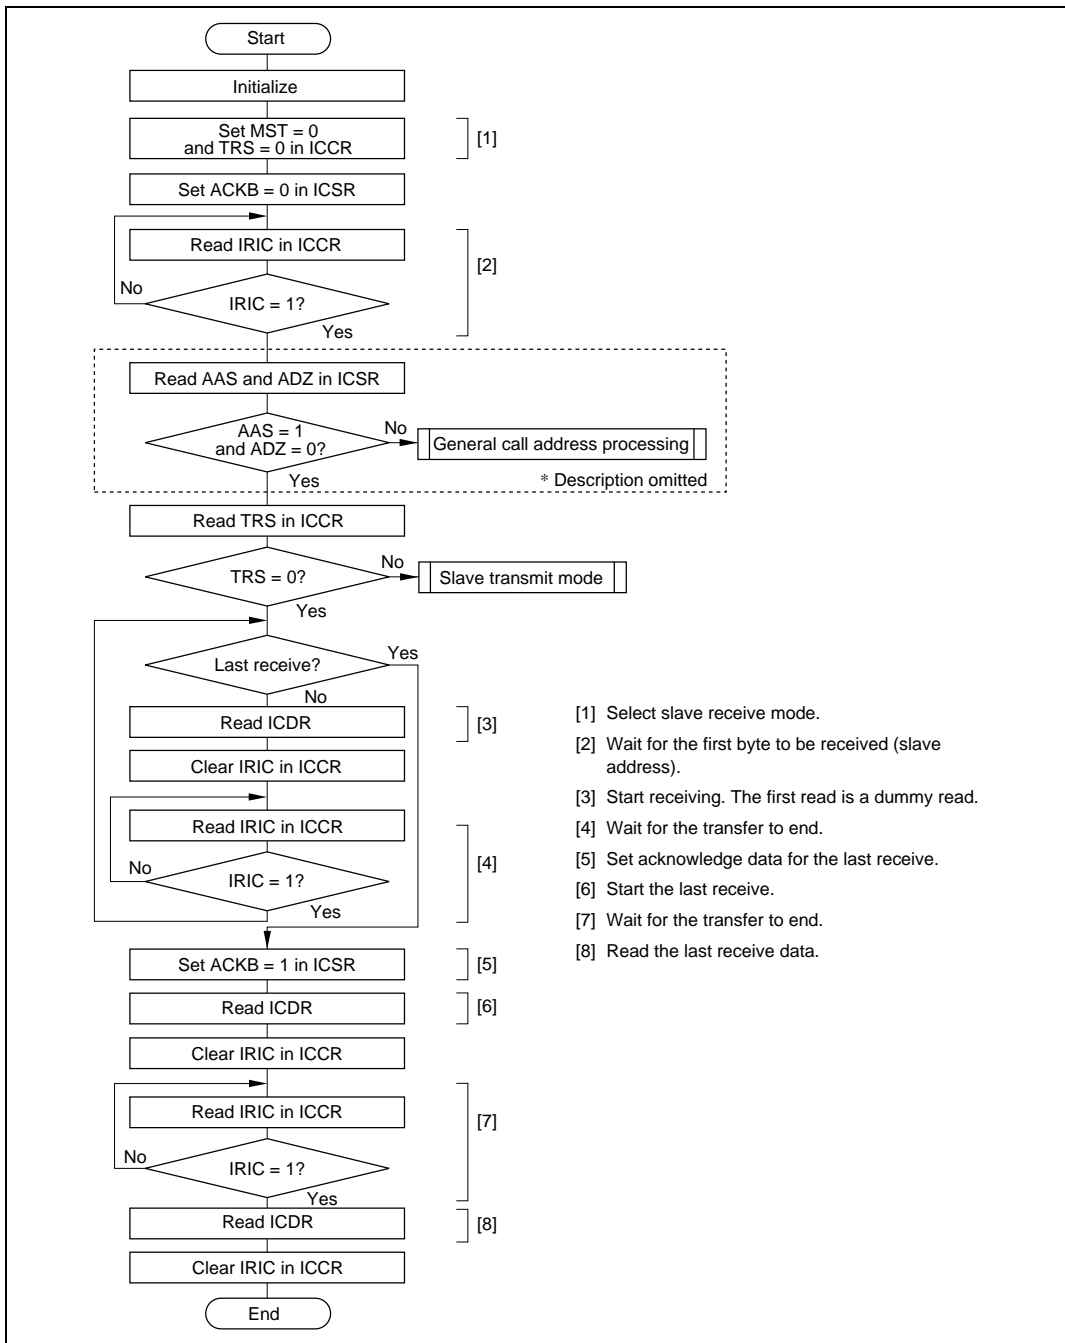 Start
Initialize
Set MST = 0
and TRS = 0 in ICCR
[1]
Set ACKB = 0 in ICSR
Read IRIC in ICCR
[2]
No
IRIC = 1?
Yes
Read AAS and ADZ in ICSR
AAS = 1
and ADZ = 0?
No
General call address processing
Yes
* Description omitted
Read TRS in ICCR
No
TRS = 0?
Slave transmit mode
Yes
Last receive?
Yes
No
Read ICDR
[3]
Clear IRIC in ICCR
Read IRIC in ICCR
[4]
No
IRIC = 1?
Yes
Set ACKB = 1 in ICSR
[5]
Read ICDR
[6]
Clear IRIC in ICCR
Read IRIC in ICCR
[7]
No
IRIC = 1?
Yes
Read ICDR
[8]
Clear IRIC in ICCR
End
[1] Select slave receive mode.
[2] Wait for the first byte to be received (slave
address).
[3] Start receiving. The first read is a dummy read.
[4] Wait for the transfer to end.
[5] Set acknowledge data for the last receive.
[6] Start the last receive.
[7] Wait for the transfer to end.
[8] Read the last receive data.